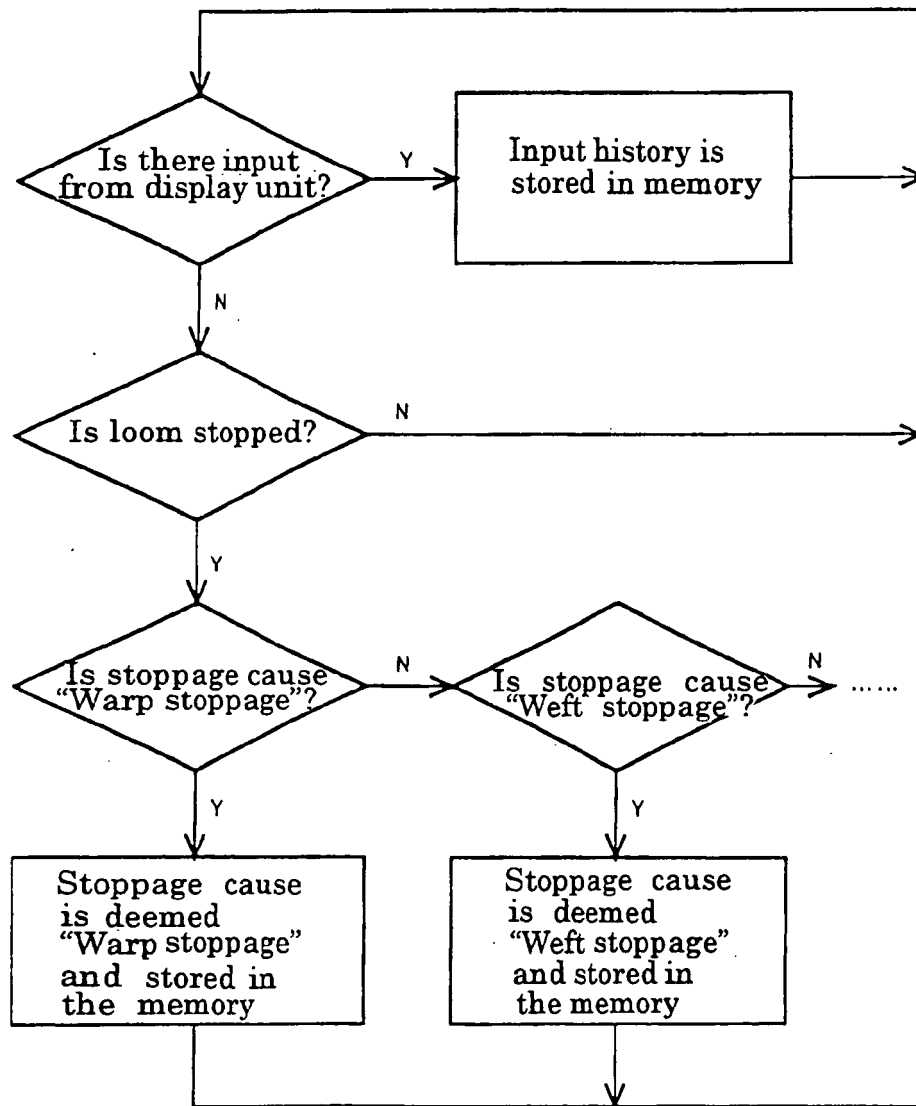 Is there input
from display unit?
Y
Input history is
stored in memory
N
Is loom stopped?
N
Y
Is stoppage cause
“Warp stoppage”?
N
Is stoppage cause
“Weft stoppage”?
N
......
Y
Y
Stoppage cause
is deemed
“Warp stoppage”
and stored in
the memory
Stoppage cause
is deemed
“Weft stoppage”
and stored in
the memory